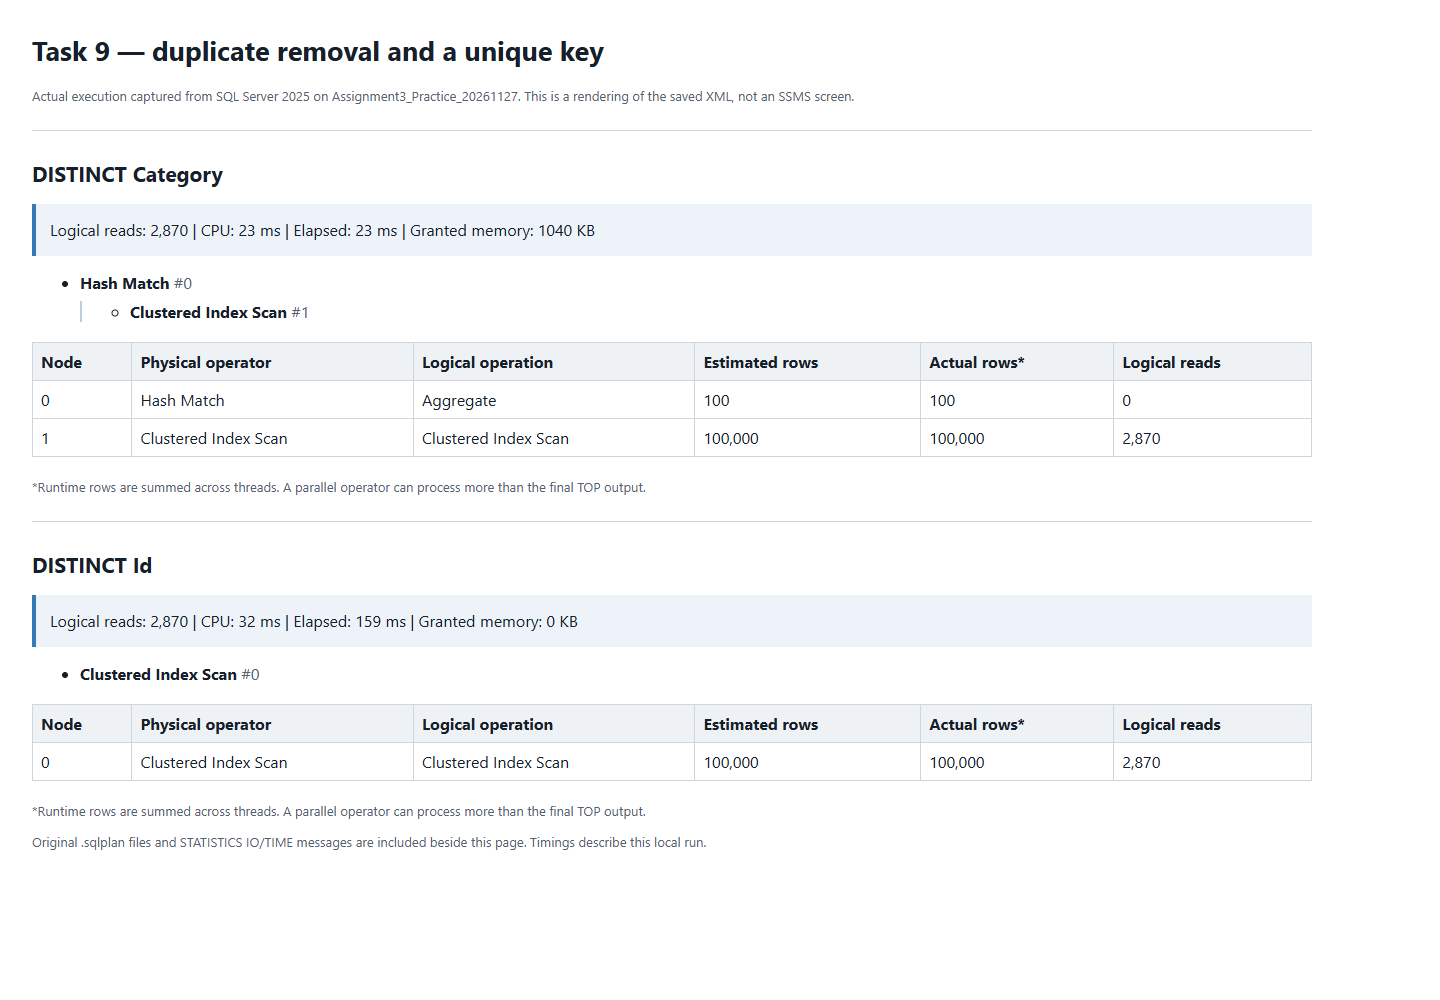 Task 9 — duplicate removal and a unique key
Actual execution captured from SQL Server 2025 on Assignment3_Practice_20261127. This is a rendering of the saved XML, not an SSMS screen.
DISTINCT Category
Logical reads: 2,870 | CPU: 23 ms | Elapsed: 23 ms | Granted memory: 1040 KB
Hash Match #0
Clustered Index Scan #1
Node Physical operator Logical operation Estimated rows Actual rows* Logical reads
0 Hash Match Aggregate 100 100 0
1 Clustered Index Scan Clustered Index Scan 100,000 100,000 2,870
*Runtime rows are summed across threads. A parallel operator can process more than the final TOP output.
DISTINCT Id
Logical reads: 2,870 | CPU: 32 ms | Elapsed: 159 ms | Granted memory: 0 KB
Clustered Index Scan #0
Node Physical operator Logical operation Estimated rows Actual rows* Logical reads
0 Clustered Index Scan Clustered Index Scan 100,000 100,000 2,870
*Runtime rows are summed across threads. A parallel operator can process more than the final TOP output.
Original .sqlplan files and STATISTICS IO/TIME messages are included beside this page. Timings describe this local run.